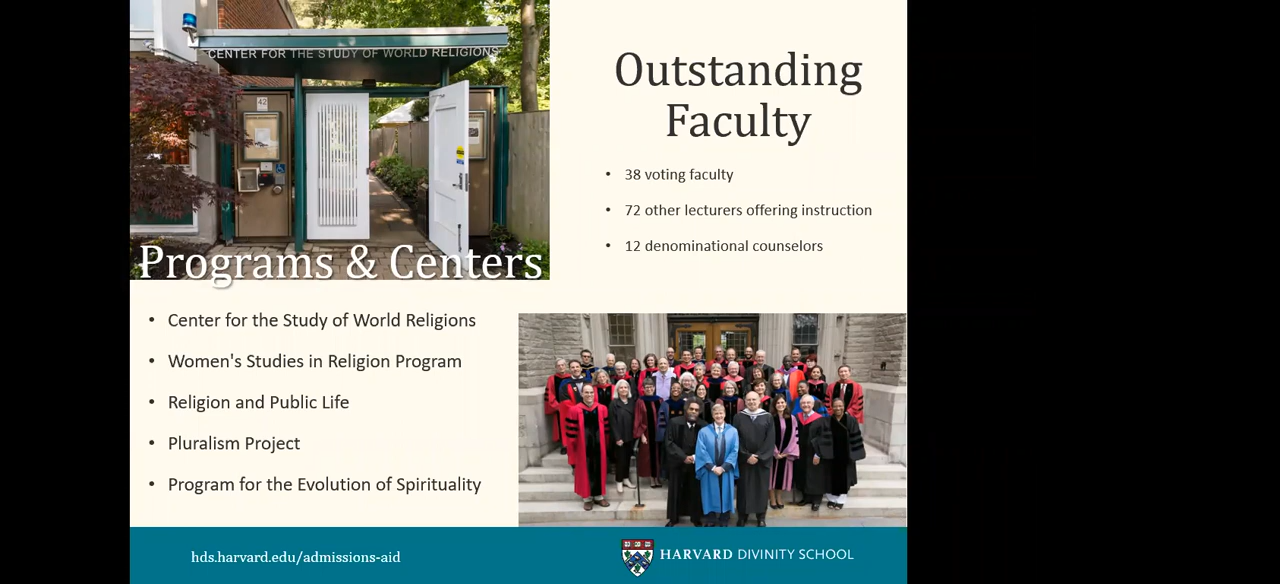 CENTER FOR THE STUDY OF WORLD RELIGIONS
42
Programs & Centers
• Center for the Study of World Religions
• Women's Studies in Religion Program
• Religion and Public Life
• Pluralism Project
• Program for the Evolution of Spirituality
Outstanding
Faculty
• 38 voting faculty
• 72 other lecturers offering instruction
• 12 denominational counselors
hds.harvard.edu/admissions-aid
HARVARD DIVINITY SCHOOL